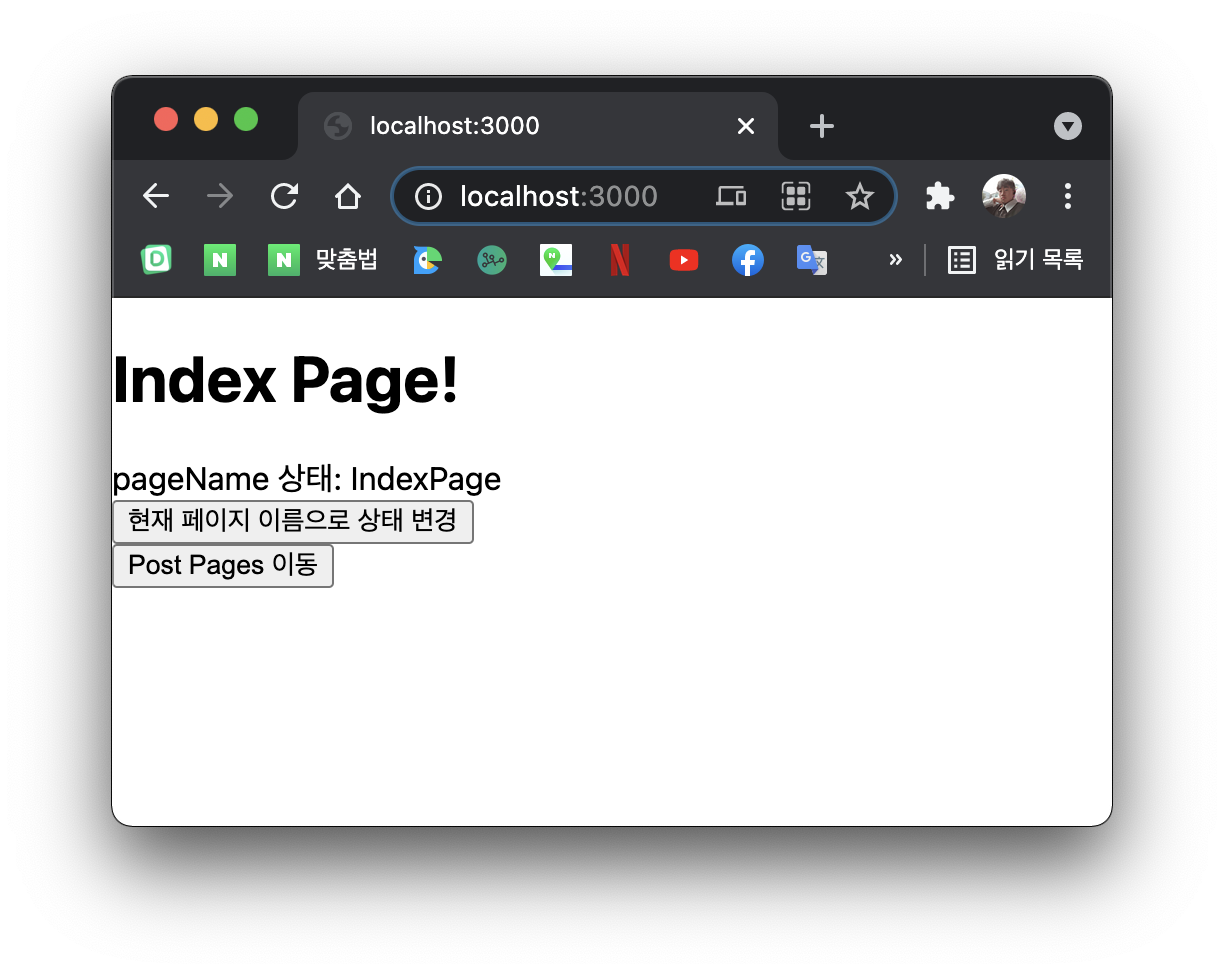 localhost:3000
localhost:3000
D N N 맞춤법 N N G 文 » 읽기 목록
Index Page!
pageName 상태: IndexPage
현재 페이지 이름으로 상태 변경
Post Pages 이동